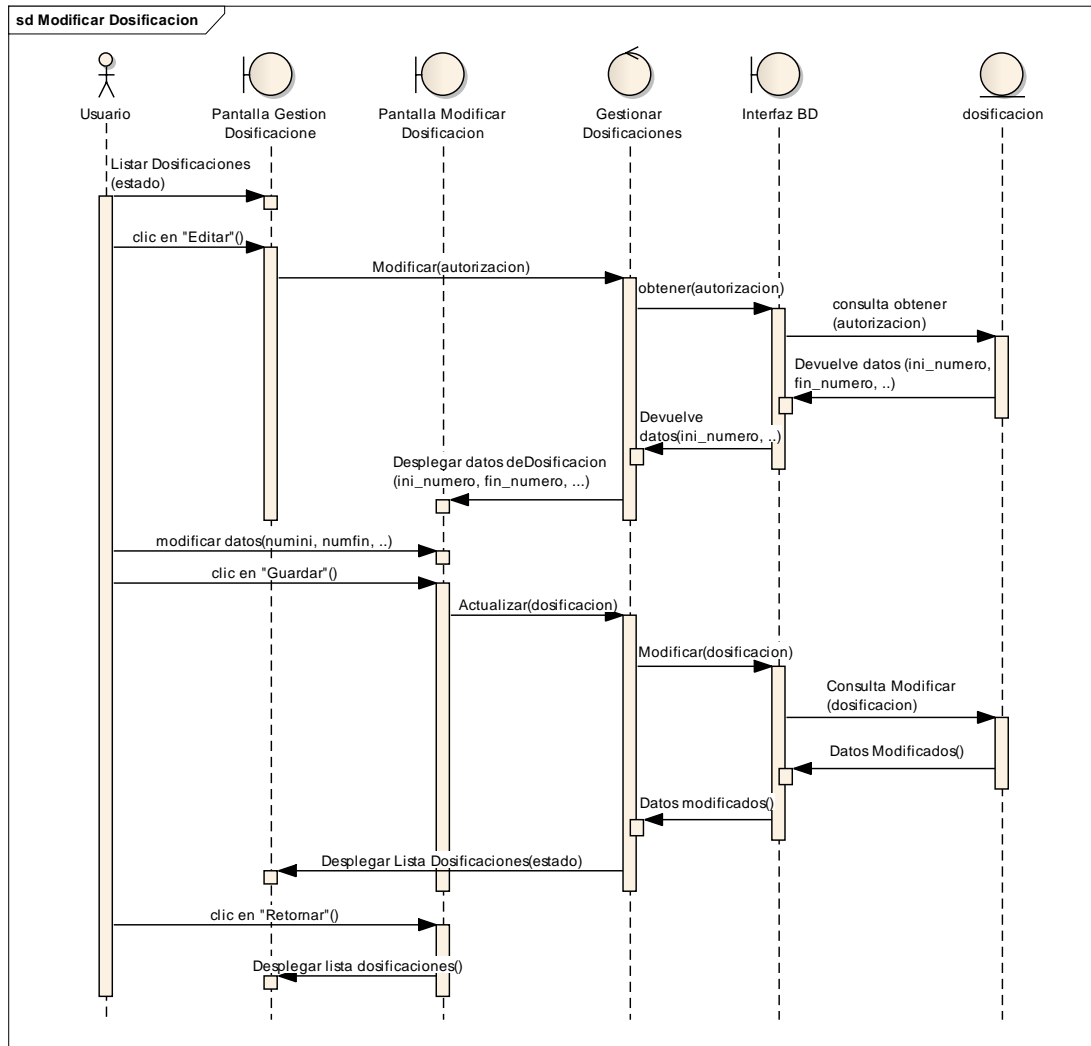 sd Modificar Dosificacion
Usuario
Pantalla Gestion
Dosificacione
Pantalla Modificar
Dosificacion
Gestionar
Dosificaciones
Interfaz BD
dosificacion
Listar Dosificaciones
(estado)
clic en "Editar"()
Modificar(autorizacion)
obtener(autorizacion)
consulta obtener
(autorizacion)
Devuelve datos (ini_numero,
fin_numero, ..)
Devuelve
datos(ini_numero, ..)
Desplegar datos deDosificacion
(ini_numero, fin_numero, ...)
modificar datos(numini, numfin, ..)
clic en "Guardar"()
Actualizar(dosificacion)
Modificar(dosificacion)
Consulta Modificar
(dosificacion)
Datos Modificados()
Datos modificados()
Desplegar Lista Dosificaciones(estado)
clic en "Retornar"()
Desplegar lista dosificaciones()